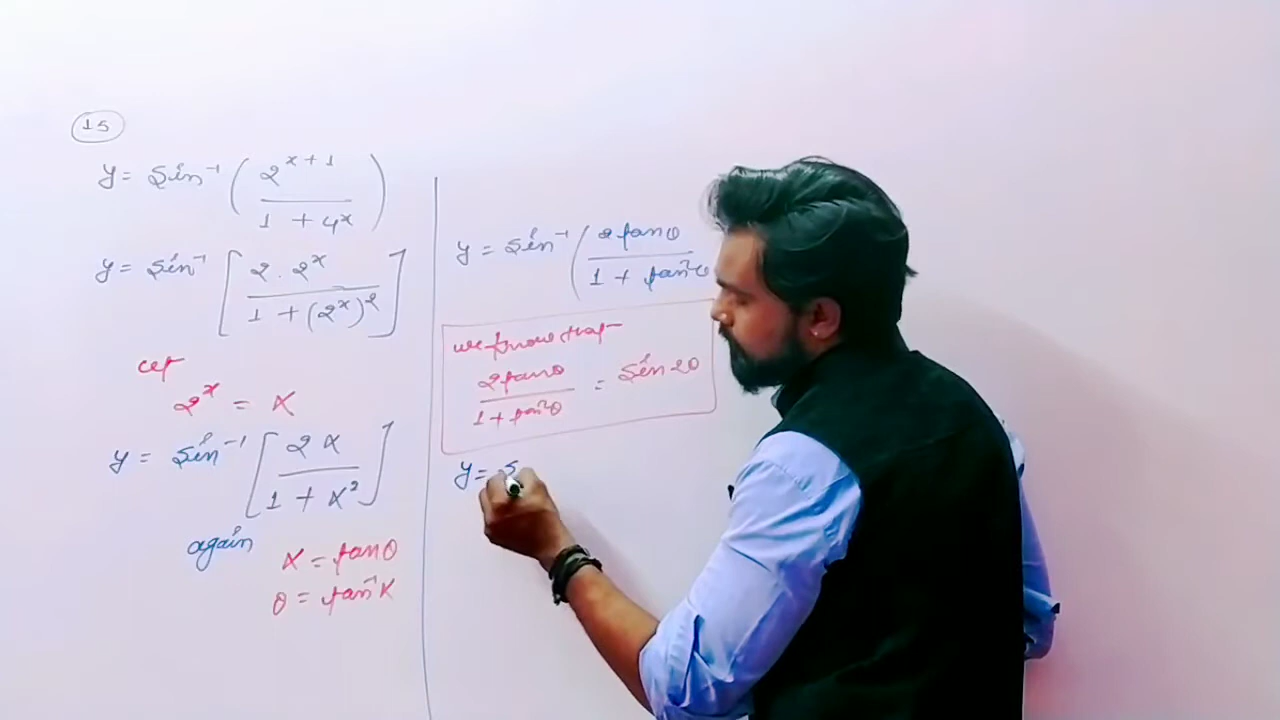 15
y = Sin⁻¹ ( 2^(x+1) / 1 + 4^x )
y = Sin⁻¹ [ 2 . 2^x / 1 + (2^x)² ]
Let
2^x = X
y = Sin⁻¹ [ 2X / 1 + X² ]
again
X = tanθ
θ = tan⁻¹X
y = Sin⁻¹ ( 2tanθ / 1 + tan²θ
we know that
2tanθ / 1 + tan²θ = Sin2θ
y = S